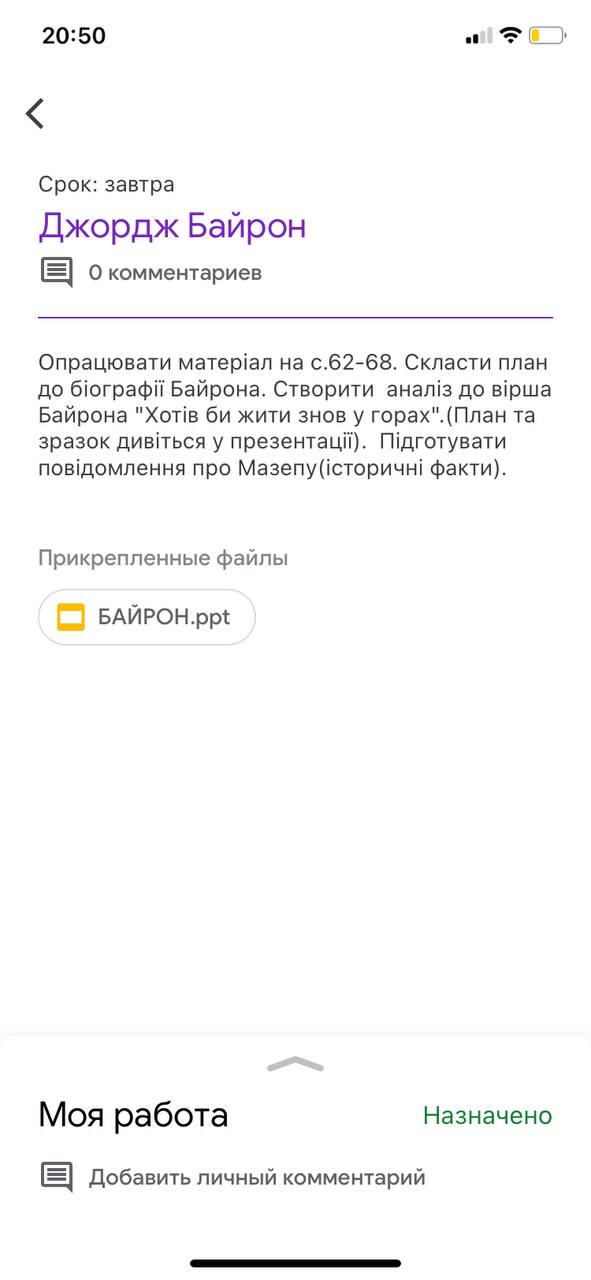 20:50
Срок: завтра
Джордж Байрон
0 комментариев
Опрацювати матеріал на с.62-68. Скласти план
до біографії Байрона. Створити  аналіз до вірша
Байрона "Хотів би жити знов у горах".(План та
зразок дивіться у презентації).  Підготувати
повідомлення про Мазепу(історичні факти).
Прикрепленные файлы
БАЙРОН.ppt
Моя работа
Назначено
Добавить личный комментарий